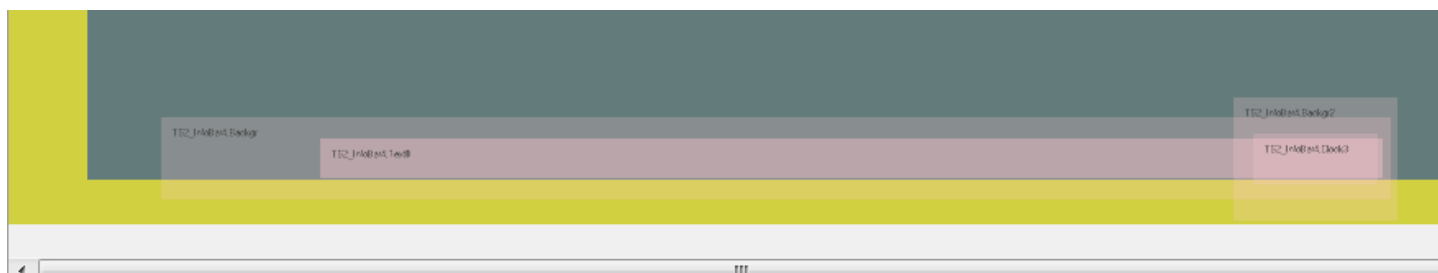 TS2_InfoBar4.Backgr2
TS2_InfoBar4.Backgr
TS2_InfoBar4.Clock3
TS2_InfoBar4.Text8